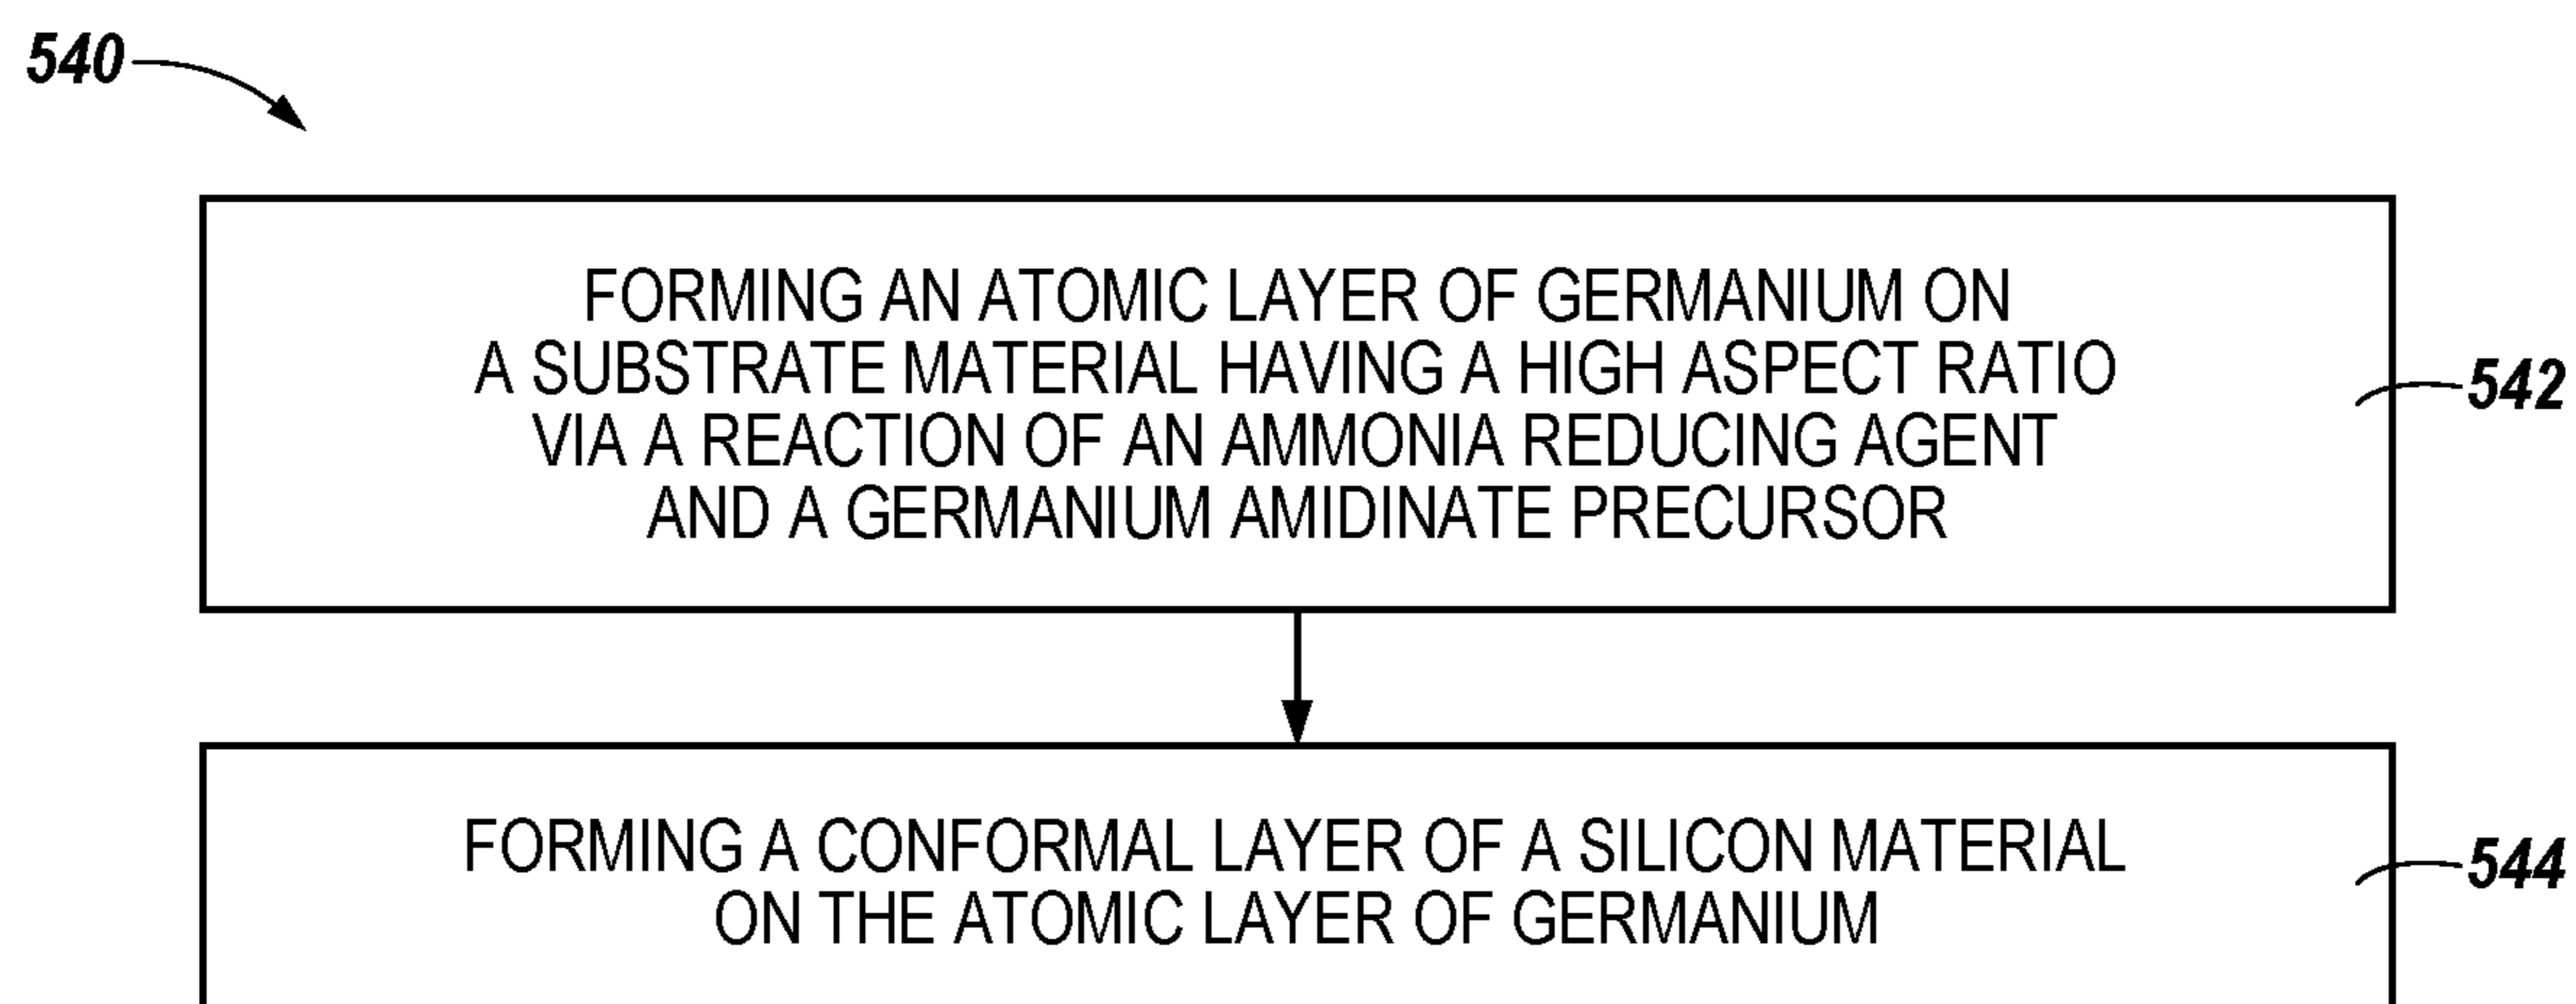 540
FORMING AN ATOMIC LAYER OF GERMANIUM ON
A SUBSTRATE MATERIAL HAVING A HIGH ASPECT RATIO
VIA A REACTION OF AN AMMONIA REDUCING AGENT
AND A GERMANIUM AMIDINATE PRECURSOR
542
FORMING A CONFORMAL LAYER OF A SILICON MATERIAL
ON THE ATOMIC LAYER OF GERMANIUM
544